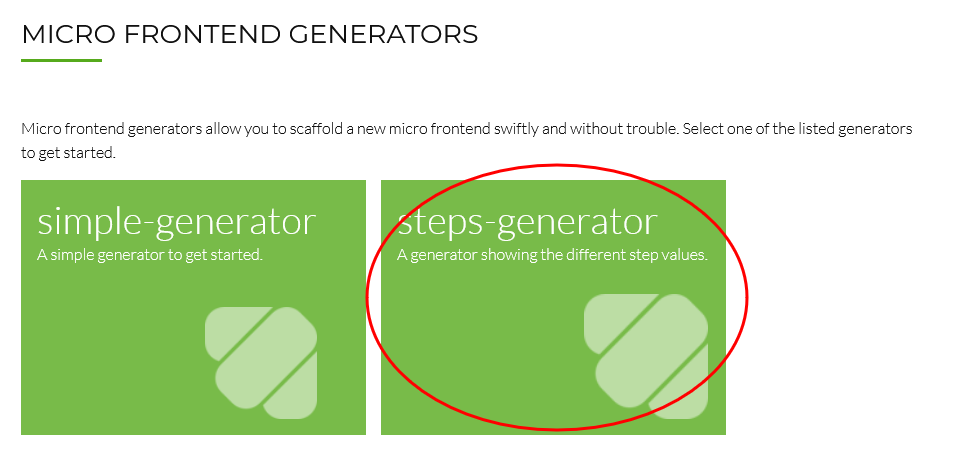 MICRO FRONTEND GENERATORS
Micro frontend generators allow you to scaffold a new micro frontend swiftly and without trouble. Select one of the listed generators
to get started.
simple-generator
A simple generator to get started.
steps-generator
A generator showing the different step values.